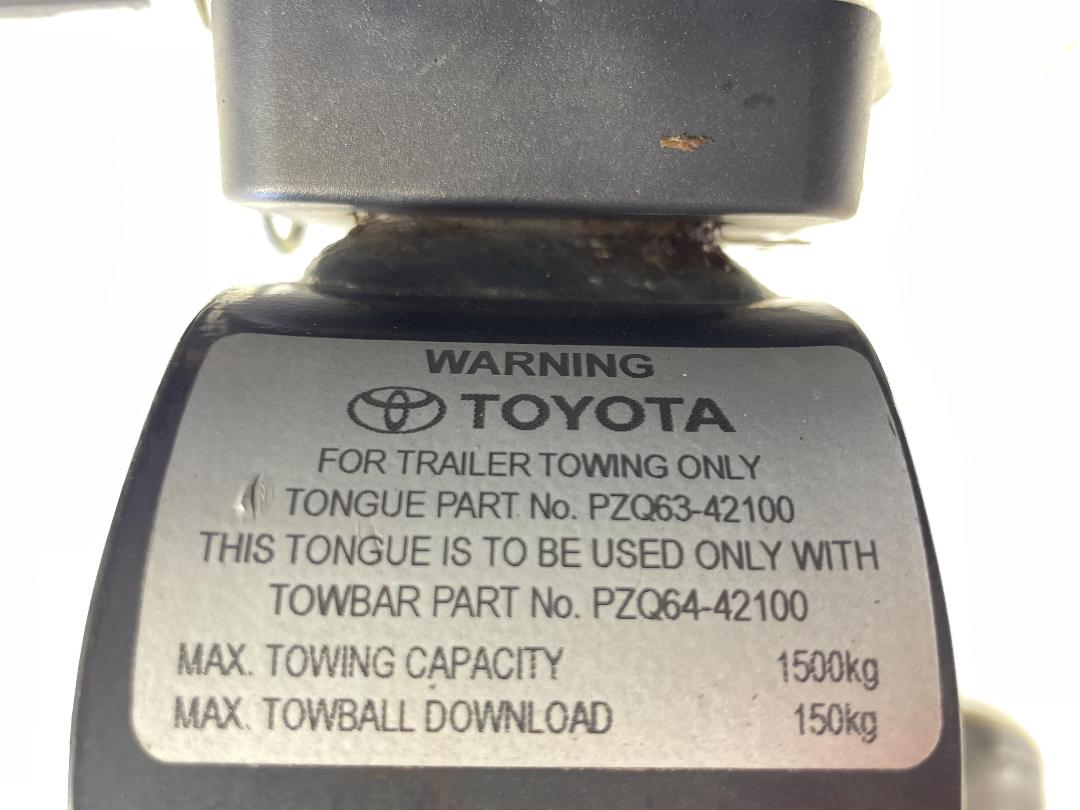 WARNING
TOYOTA
FOR TRAILER TOWING ONLY
TONGUE PART No. PZQ63-42100
THIS TONGUE IS TO BE USED ONLY WITH
TOWBAR PART No. PZQ64-42100
MAX. TOWING CAPACITY 1500kg
MAX. TOWBALL DOWNLOAD 150kg